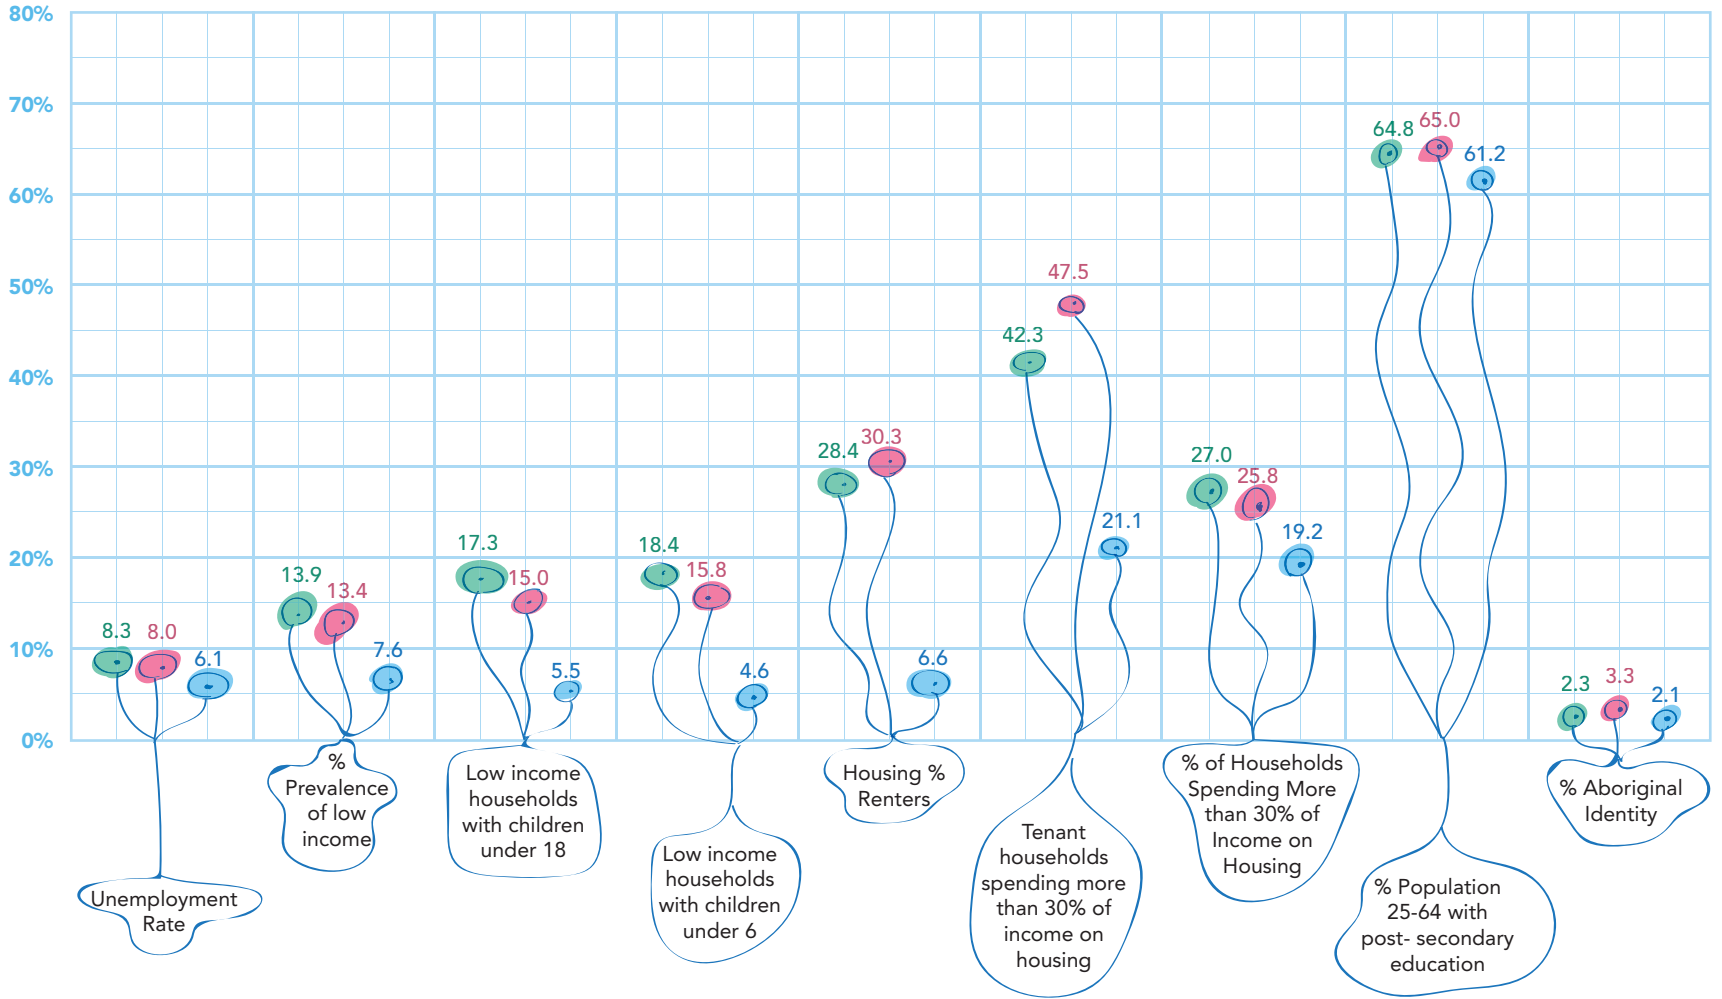 80%
70%
60%
50%
40%
30%
20%
10%
0%
8.3
8.0
6.1
Unemployment
Rate
13.9
13.4
7.6
%
Prevalence
of low
income
17.3
15.0
5.5
Low income
households
with children
under 18
18.4
15.8
4.6
Low income
households
with children
under 6
28.4
30.3
6.6
Housing %
Renters
42.3
47.5
21.1
Tenant
households
spending more
than 30% of
income on
housing
27.0
25.8
19.2
% of Households
Spending More
than 30% of
Income on
Housing
64.8
65.0
61.2
% Population
25-64 with
post- secondary
education
2.3
3.3
2.1
% Aboriginal
Identity